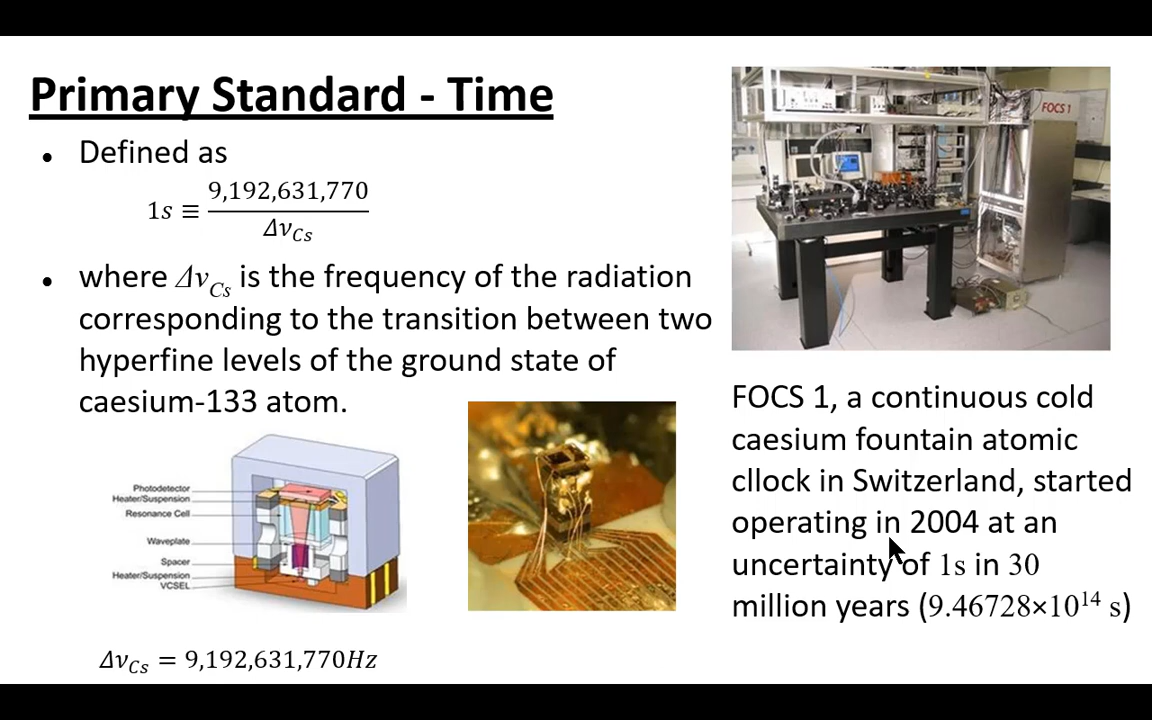 Primary Standard - Time
• Defined as
1s ≡ 9,192,631,770 / Δν_Cs
• where Δν_Cs is the frequency of the radiation
corresponding to the transition between two
hyperfine levels of the ground state of
caesium-133 atom.
Photodetector
Heater/Suspension
Resonance Cell
Waveplate
Spacer
Heater/Suspension
VCSEL
Δν_Cs = 9,192,631,770Hz
FOCS 1
FOCS 1, a continuous cold
caesium fountain atomic
cllock in Switzerland, started
operating in 2004 at an
uncertainty of 1s in 30
million years (9.46728×10¹⁴ s)